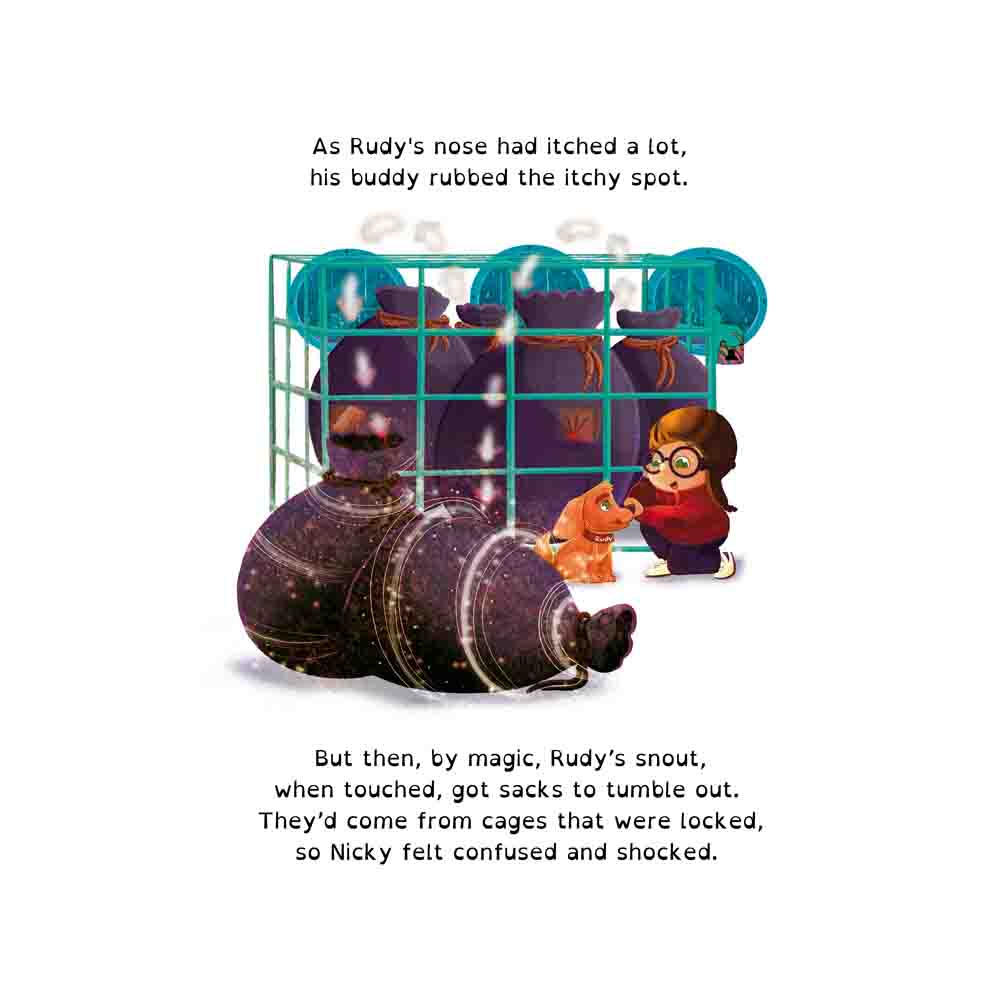 As Rudy's nose had itched a lot,
his buddy rubbed the itchy spot.
Rudy
But then, by magic, Rudy’s snout,
when touched, got sacks to tumble out.
They’d come from cages that were locked,
so Nicky felt confused and shocked.